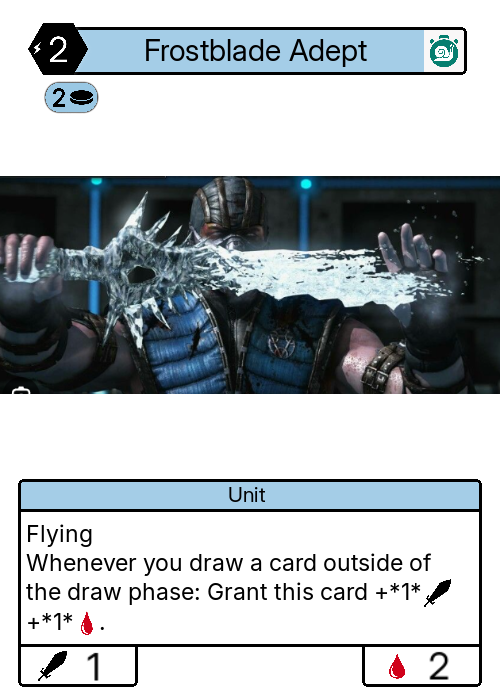 2
Frostblade Adept
2
Unit
Flying
Whenever you draw a card outside of
the draw phase: Grant this card +*1*
+*1* .
1
2